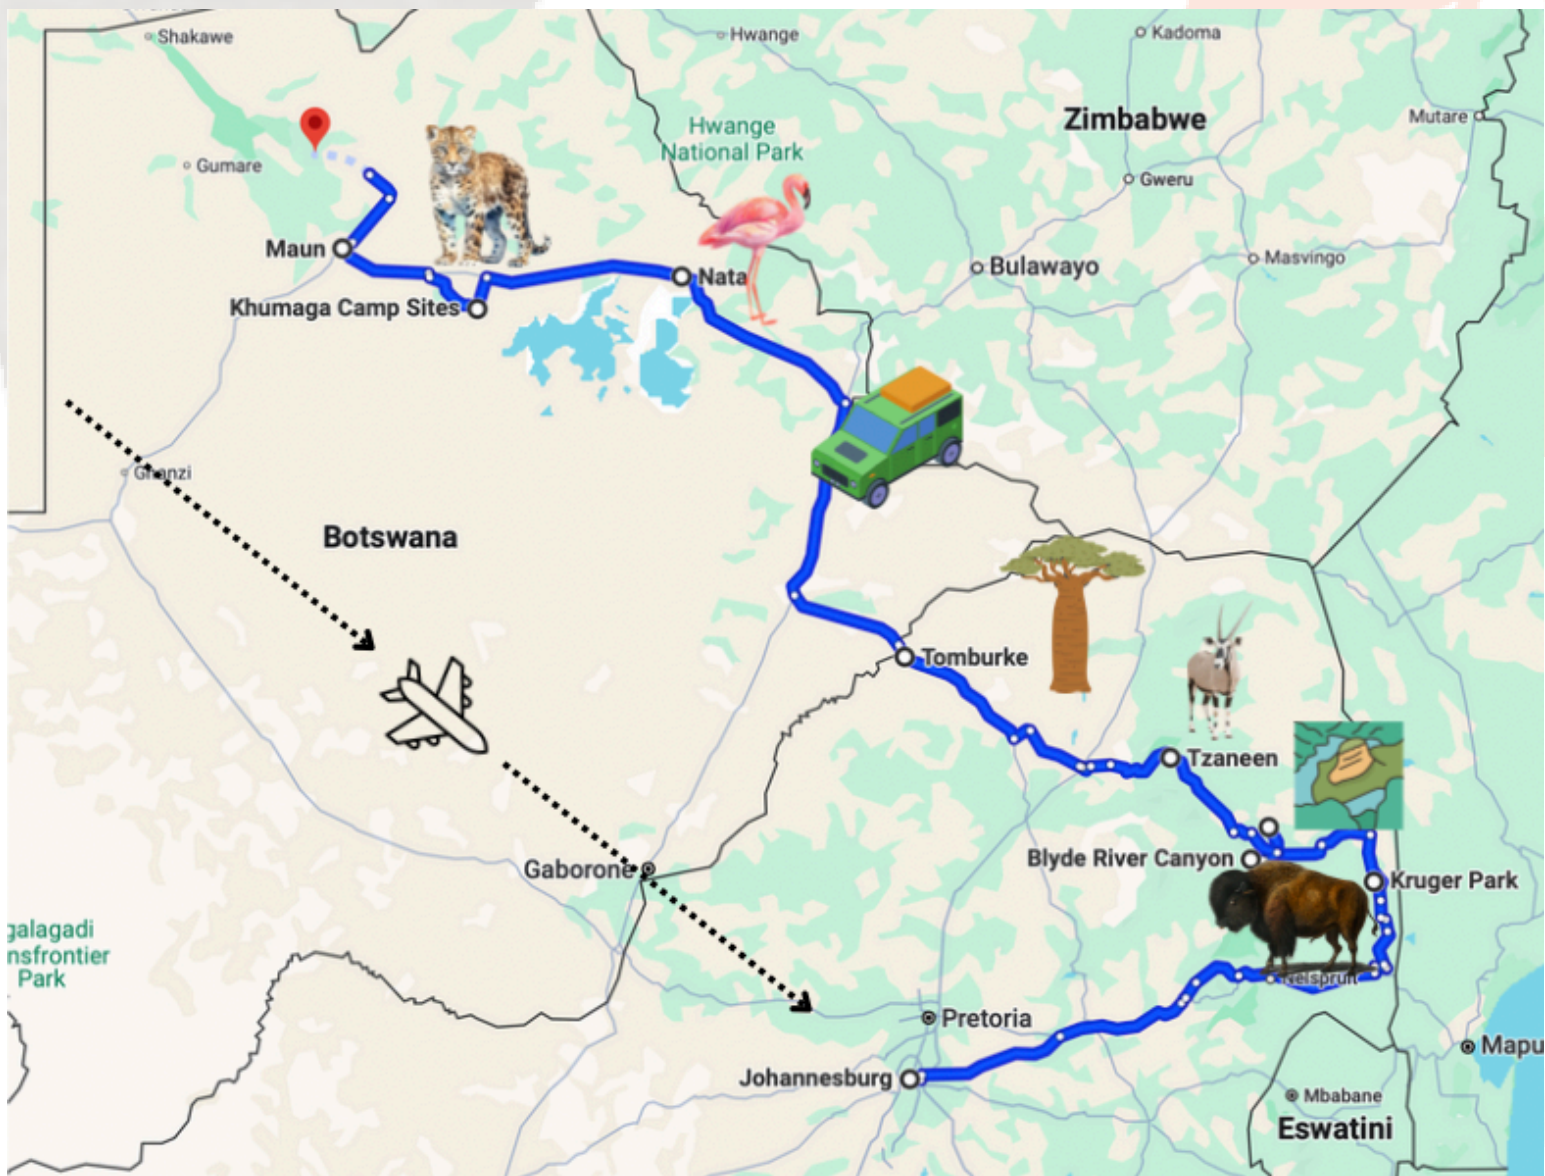 Shakawe
Hwange
Kadoma
Hwange
National Park
Zimbabwe
Mutare
Gumare
Gweru
Maun
Nata
Bulawayo
Masvingo
Khumaga Camp Sites
Ghanzi
Botswana
Tomburke
Tzaneen
Blyde River Canyon
Kruger Park
Gaborone
galagadi
nsfrontier
Park
Nelspruit
Pretoria
Mapu
Johannesburg
Mbabane
Eswatini